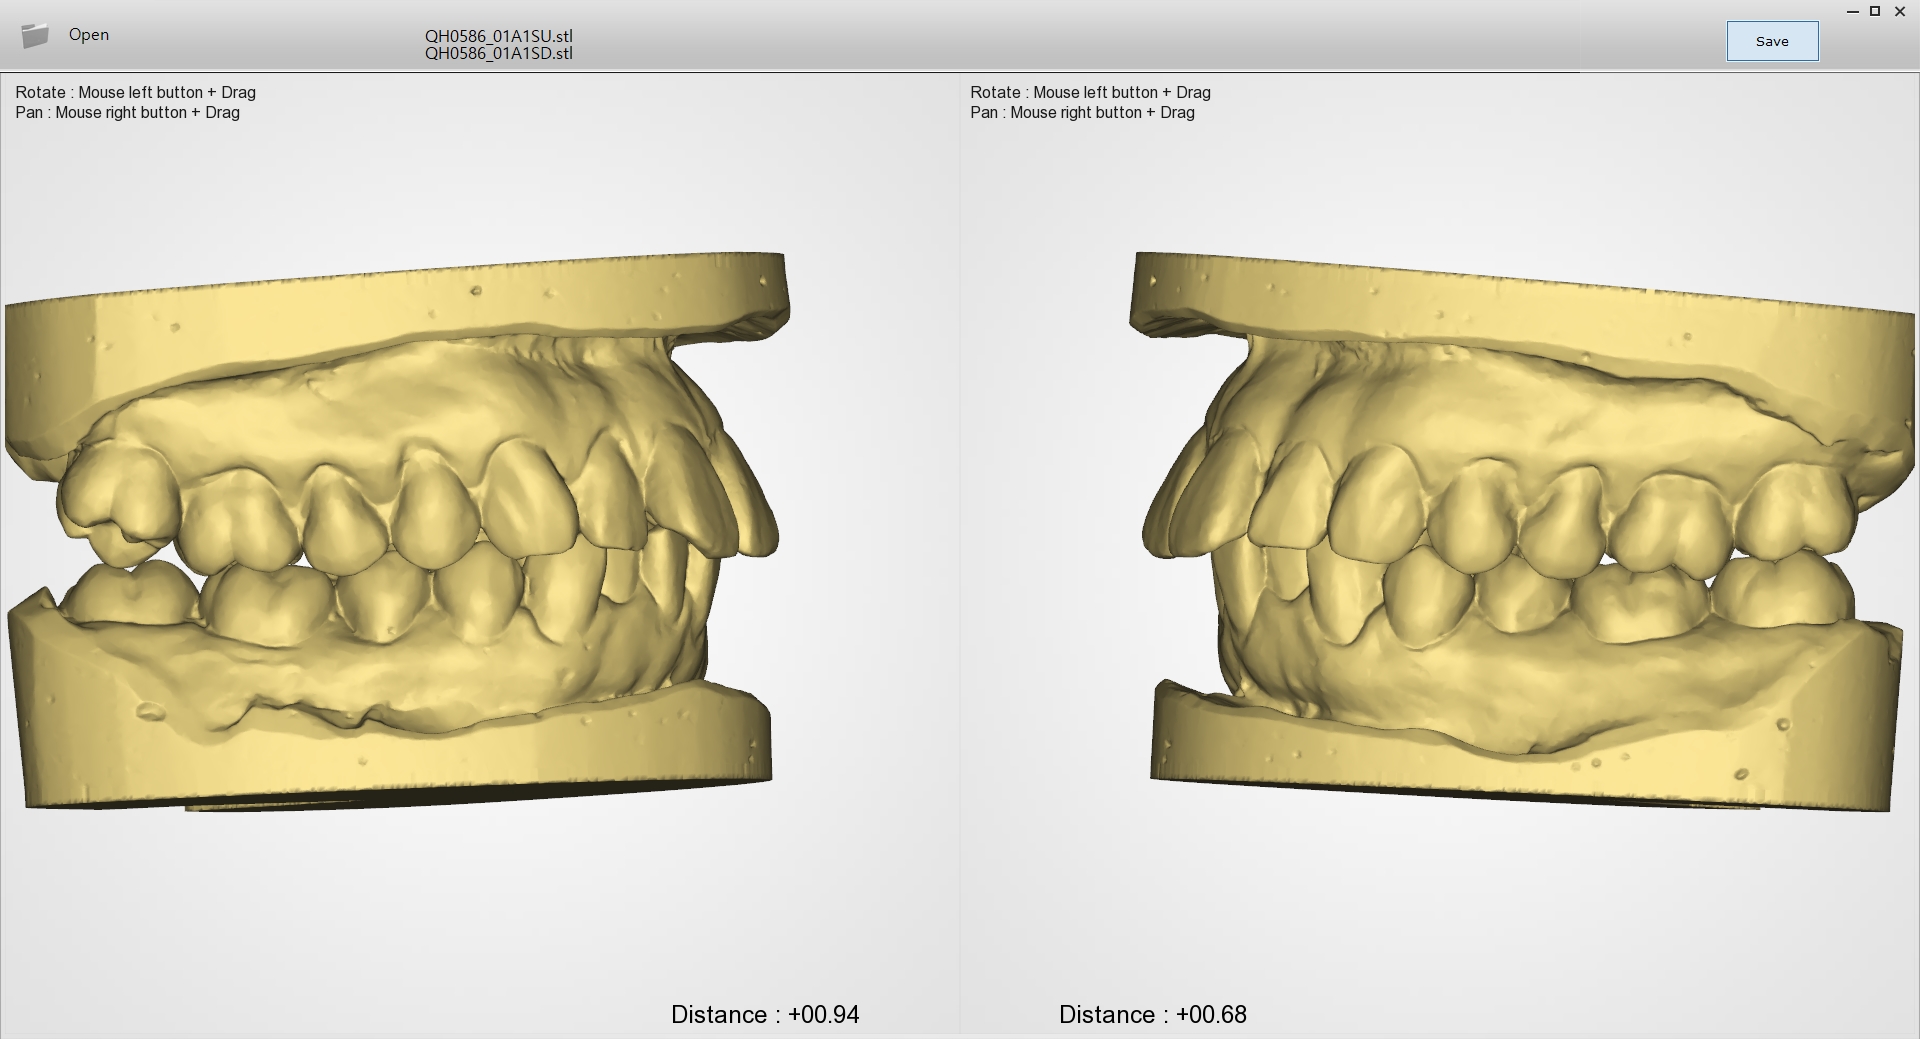 Open
QH0586_01A1SU.stl
QH0586_01A1SD.stl
Save
Rotate : Mouse left button + Drag
Pan : Mouse right button + Drag
Rotate : Mouse left button + Drag
Pan : Mouse right button + Drag
Distance : +00.94
Distance : +00.68